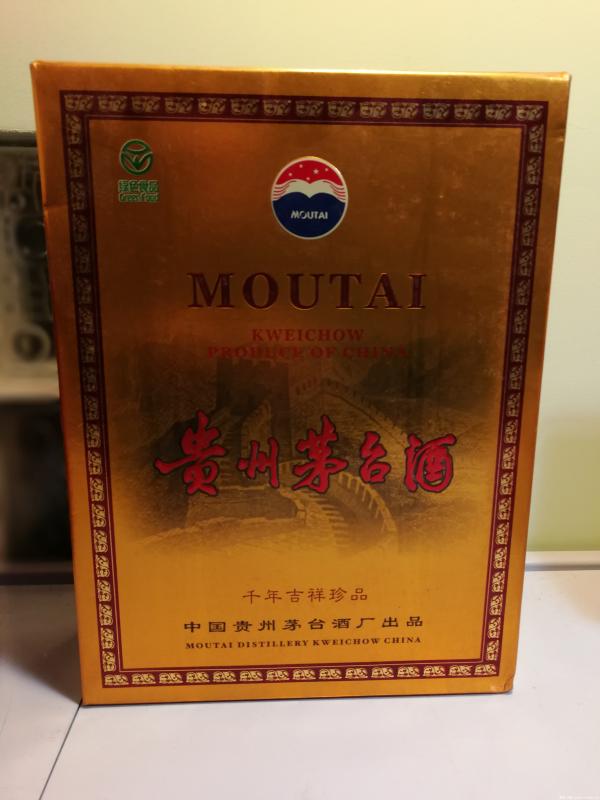 绿色食品
Green Food
MOUTAI
MOUTAI
KWEICHOW
PRODUCE OF CHINA
贵州茅台酒
千年吉祥珍品
中国贵州茅台酒厂出品
MOUTAI DISTILLERY KWEICHOW CHINA